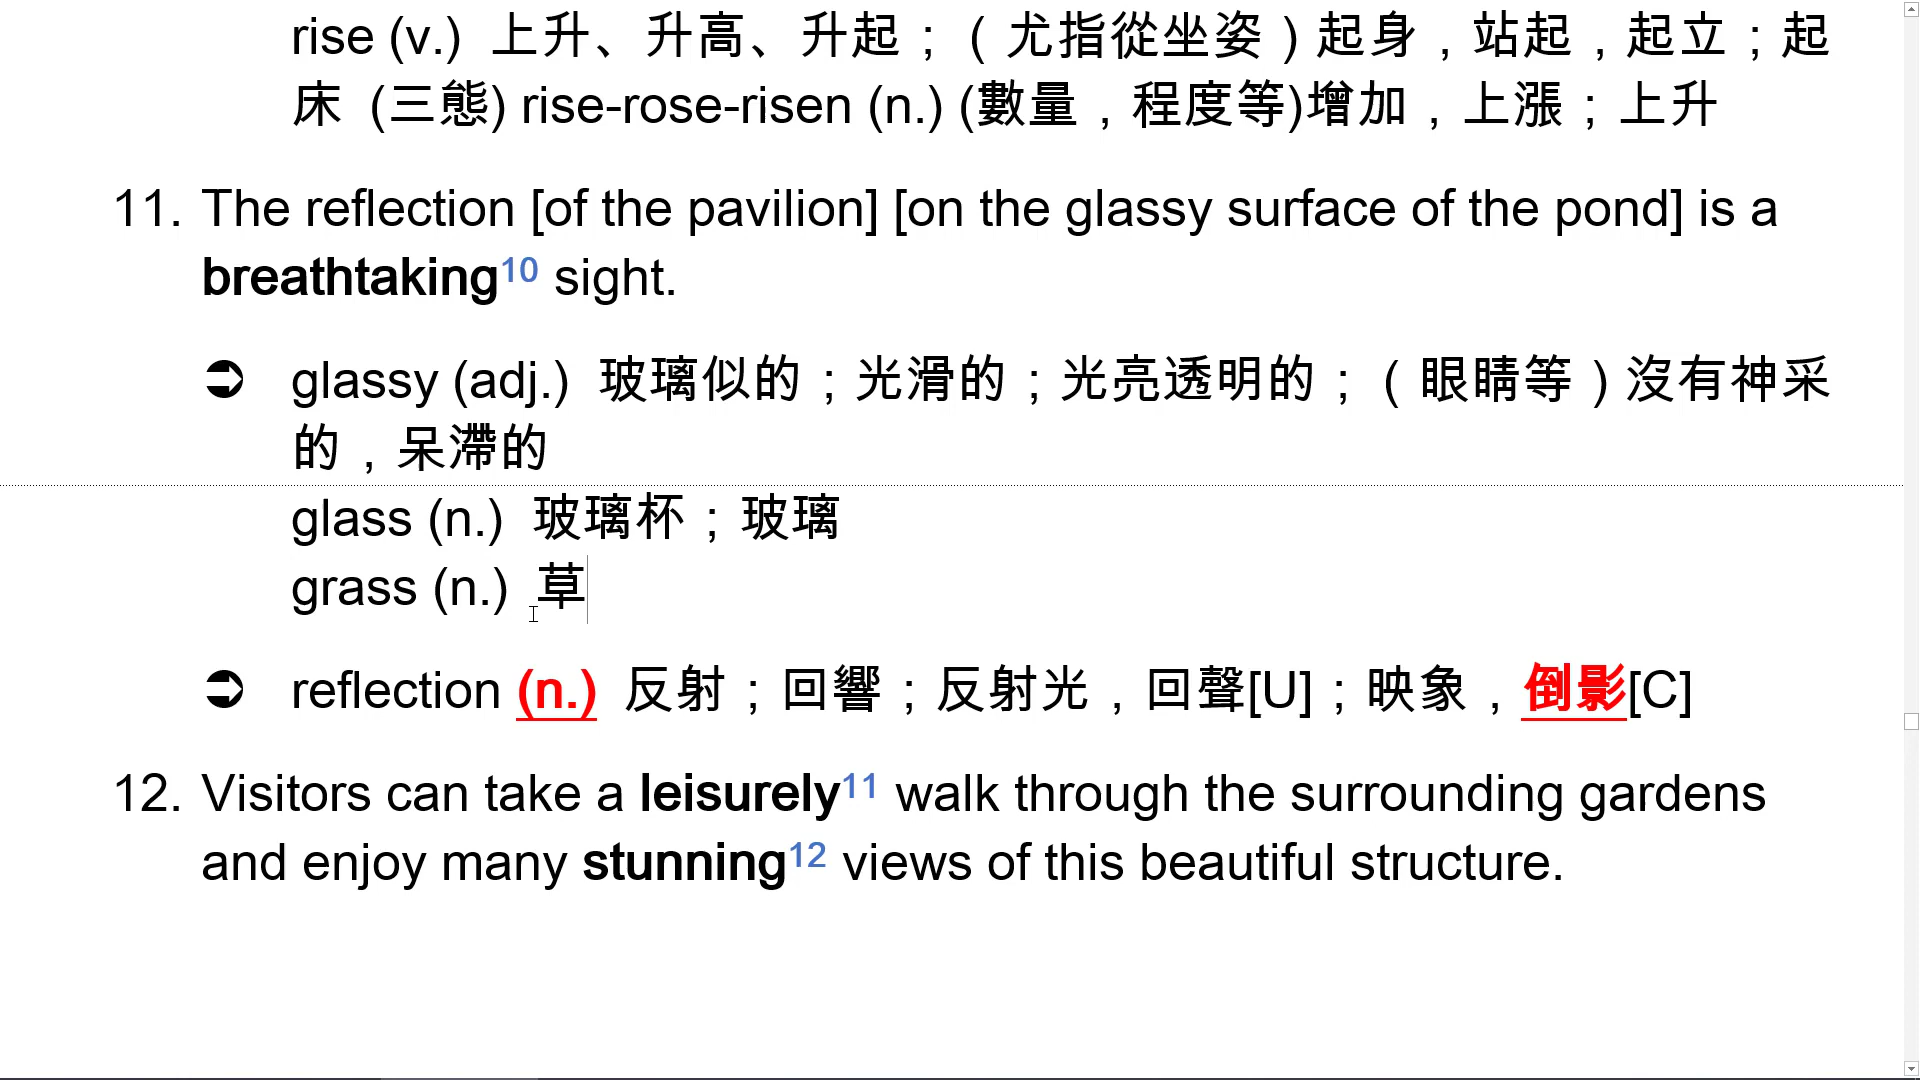 rise (v.) 上升、升高、升起；（尤指從坐姿）起身，站起，起立；起
床 (三態) rise-rose-risen (n.) (數量，程度等)增加，上漲；上升
11. The reflection [of the pavilion] [on the glassy surface of the pond] is a
breathtaking10 sight.
➲ glassy (adj.) 玻璃似的；光滑的；光亮透明的；（眼睛等）沒有神采
的，呆滯的
glass (n.) 玻璃杯；玻璃
grass (n.) 草
➲ reflection (n.) 反射；回響；反射光，回聲[U]；映象，倒影[C]
12. Visitors can take a leisurely11 walk through the surrounding gardens
and enjoy many stunning12 views of this beautiful structure.